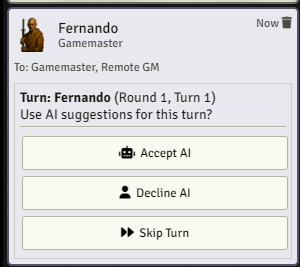 Fernando
Now
Gamemaster
To: Gamemaster, Remote GM
Turn: Fernando (Round 1, Turn 1)
Use AI suggestions for this turn?
Accept AI
Decline AI
Skip Turn